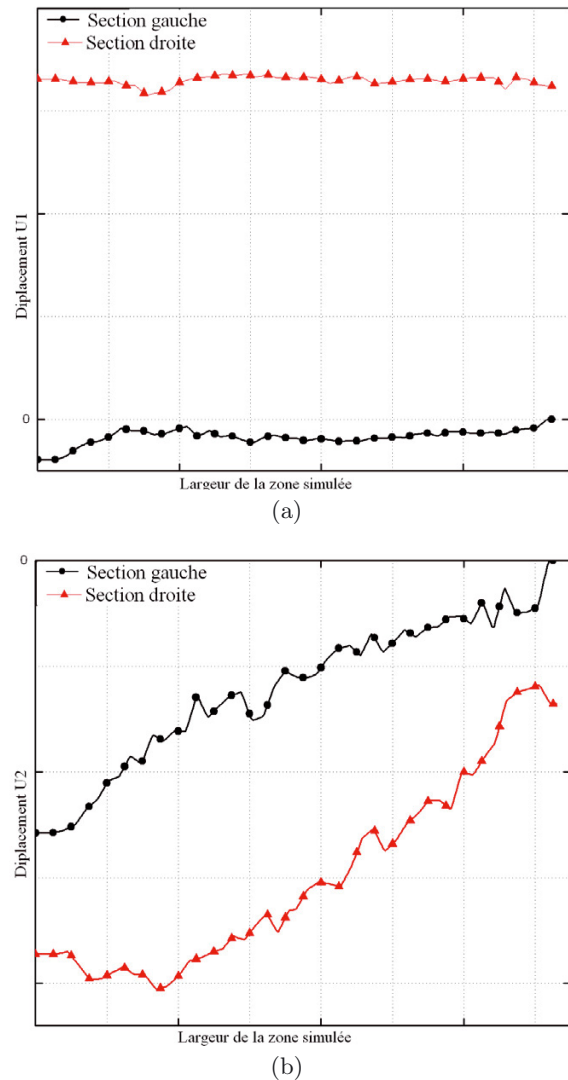 Section gauche
Section droite
Diplacement U1
0
Largeur de la zone simulée
(a)
0
Section gauche
Section droite
Diplacement U2
Largeur de la zone simulée
(b)